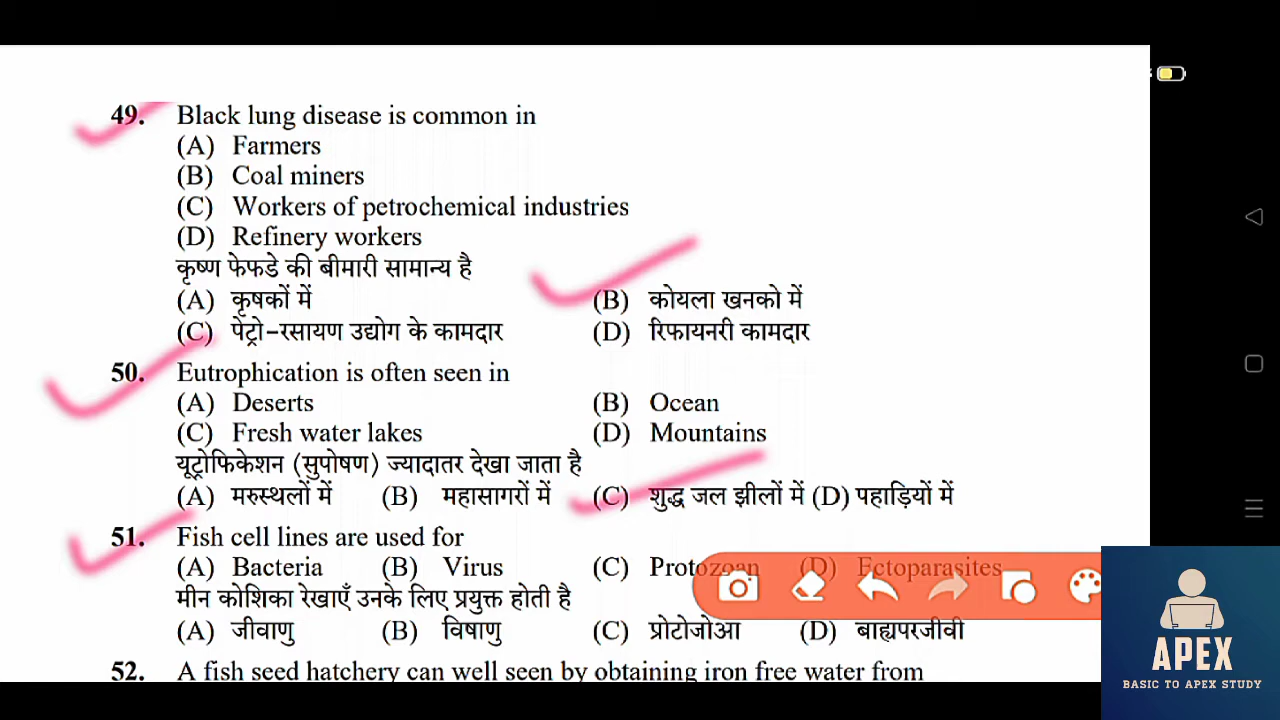 49. Black lung disease is common in
(A) Farmers
(B) Coal miners
(C) Workers of petrochemical industries
(D) Refinery workers
कृष्ण फेफडे की बीमारी सामान्य है
(A) कृषकों में (B) कोयला खनको में
(C) पेट्रो-रसायण उद्योग के कामदार (D) रिफायनरी कामदार
50. Eutrophication is often seen in
(A) Deserts (B) Ocean
(C) Fresh water lakes (D) Mountains
यूट्रोफिकेशन (सुपोषण) ज्यादातर देखा जाता है
(A) मरुस्थलों में (B) महासागरों में (C) शुद्ध जल झीलों में (D) पहाड़ियों में
51. Fish cell lines are used for
(A) Bacteria (B) Virus (C) Protozoan (D) Ectoparasites
मीन कोशिका रेखाएँ उनके लिए प्रयुक्त होती है
(A) जीवाणु (B) विषाणु (C) प्रोटोजोआ (D) बाह्यपरजीवी
52. A fish seed hatchery can well seen by obtaining iron free water from
APEX
BASIC TO APEX STUDY